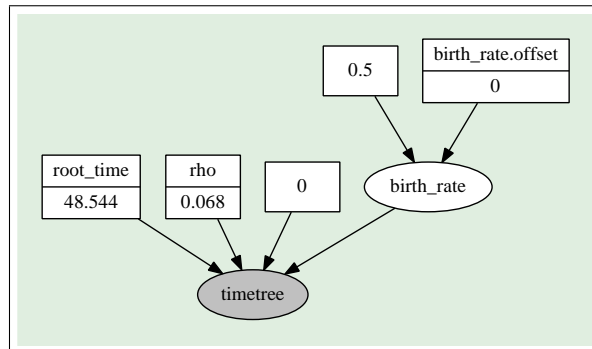 birth_rate.offset
0.5
0
root_time
rho
48.544
0.068
0
birth_rate
timetree